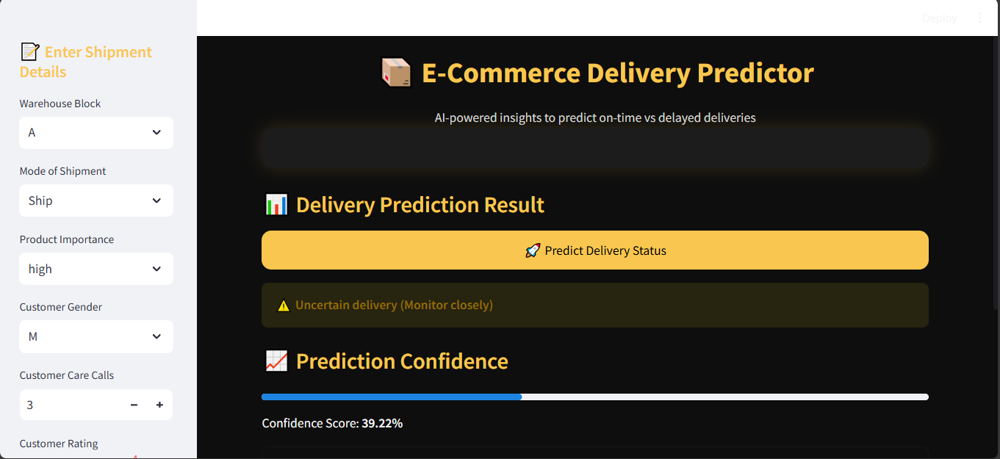 Deploy
Enter Shipment
Details
Warehouse Block
A
Mode of Shipment
Ship
Product Importance
high
Customer Gender
M
Customer Care Calls
3
Customer Rating
E-Commerce Delivery Predictor
AI-powered insights to predict on-time vs delayed deliveries
Delivery Prediction Result
Predict Delivery Status
Uncertain delivery (Monitor closely)
Prediction Confidence
Confidence Score: 39.22%